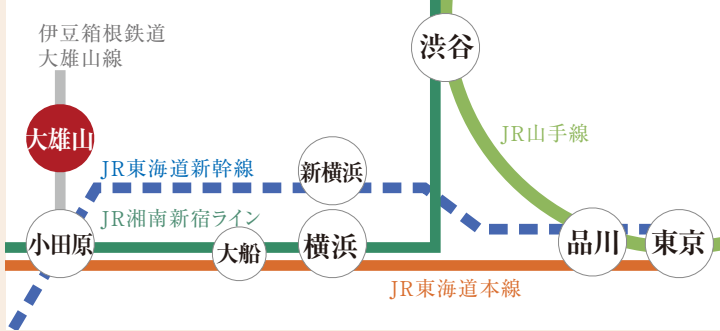 伊豆箱根鉄道
大雄山線
渋谷
大雄山
JR山手線
JR東海道新幹線
新横浜
JR湘南新宿ライン
小田原
大船
横浜
品川
東京
JR東海道本線